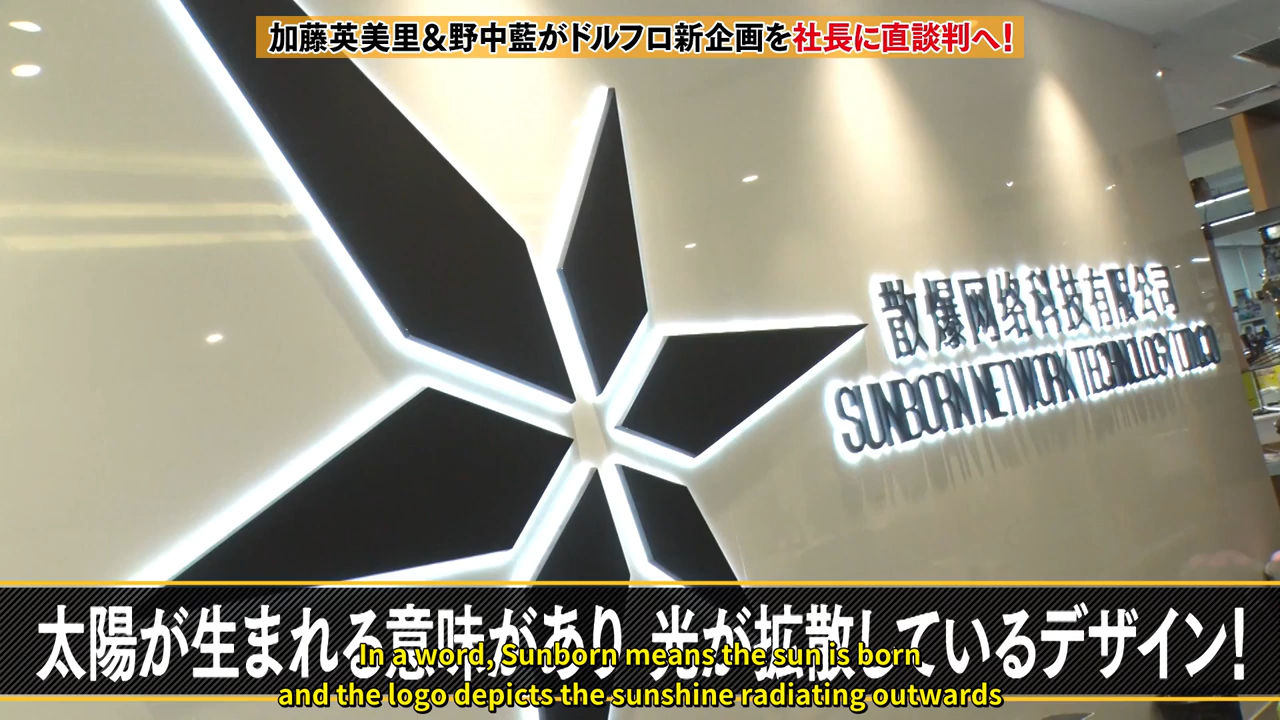 加藤英美里&野中藍がドルフロ新企画を社長に直談判へ!
散爆网络科技有限公司
SUNBORN NETWORK TECHNOLOGY CO.,LTD
太陽が生まれる意味があり 光が拡散しているデザイン!
In a word, Sunborn means the sun is born
and the logo depicts the sunshine radiating outwards